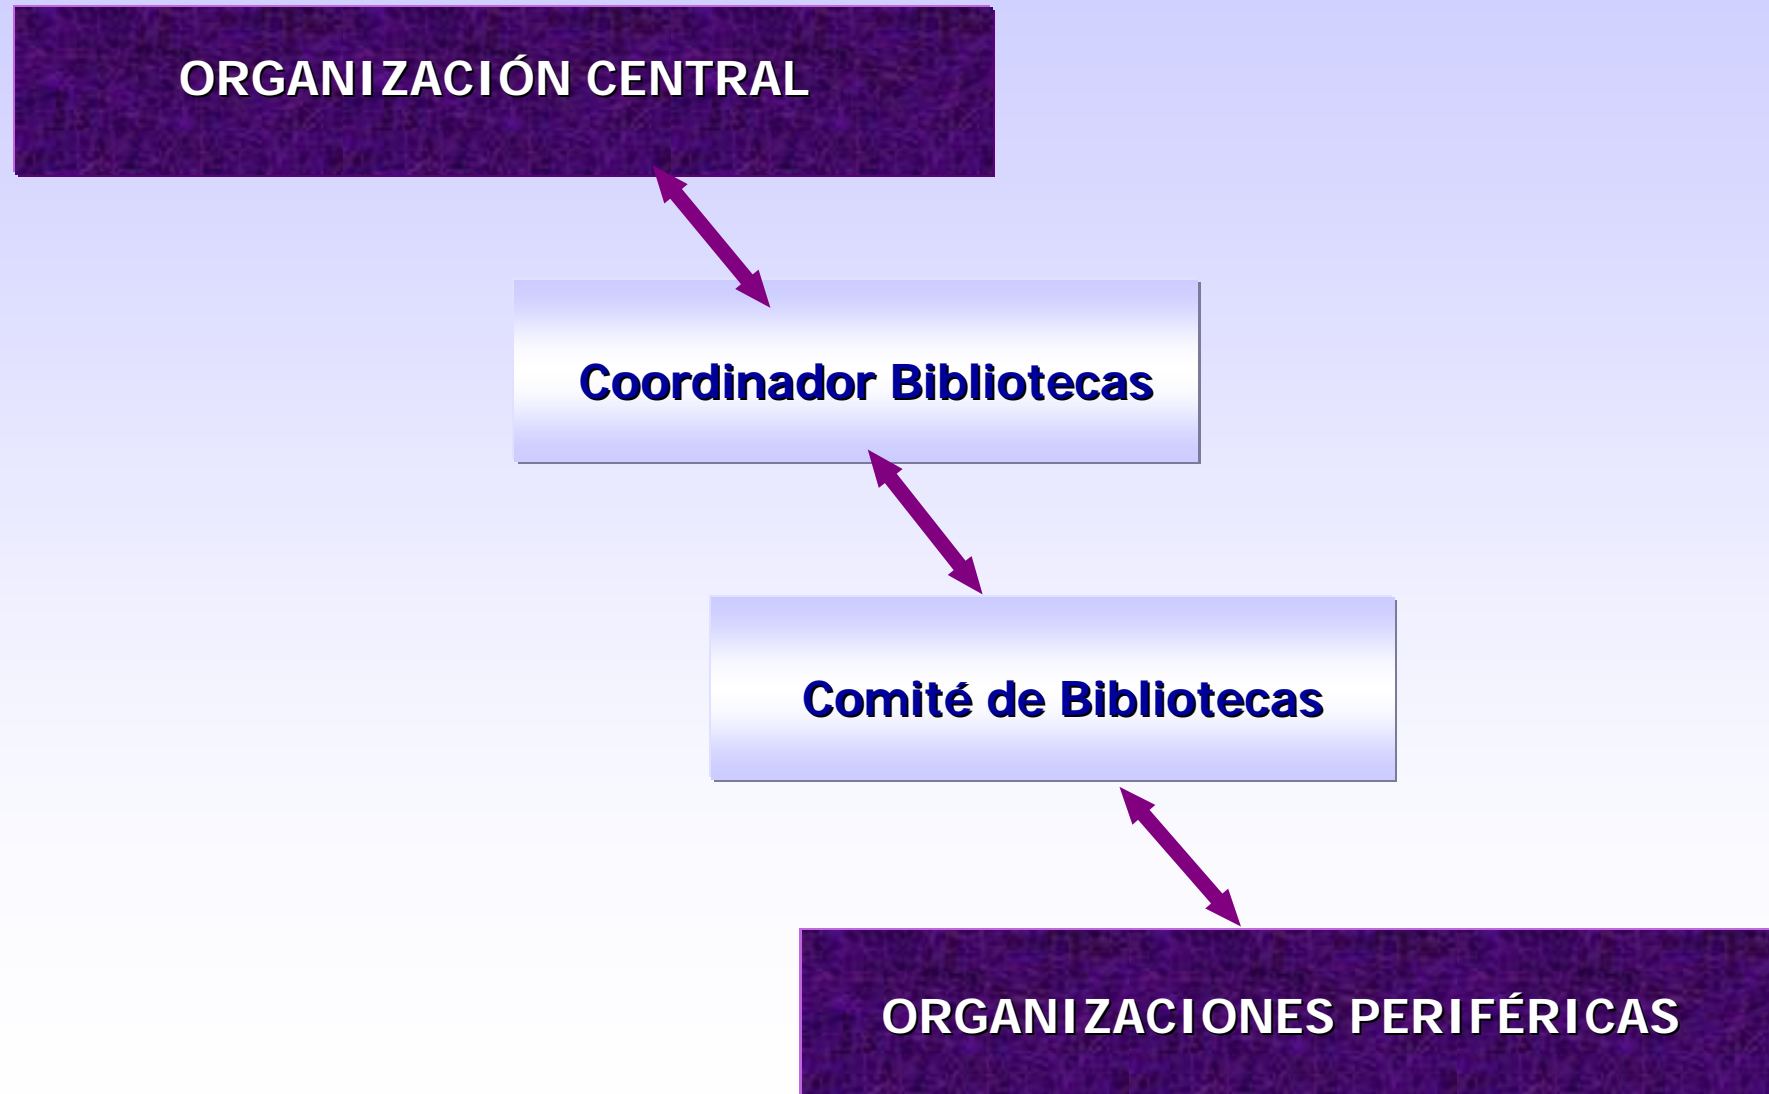 ORGANIZACIÓN CENTRAL
Coordinador Bibliotecas
Comité de Bibliotecas
ORGANIZACIONES PERIFÉRICAS